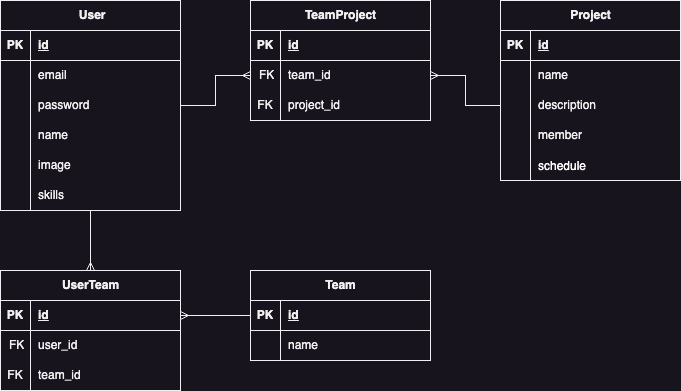 User
PK id
email
password
name
image
skills
TeamProject
PK id
FK team_id
FK project_id
Project
PK id
name
description
member
schedule
UserTeam
PK id
FK user_id
FK team_id
Team
PK id
name